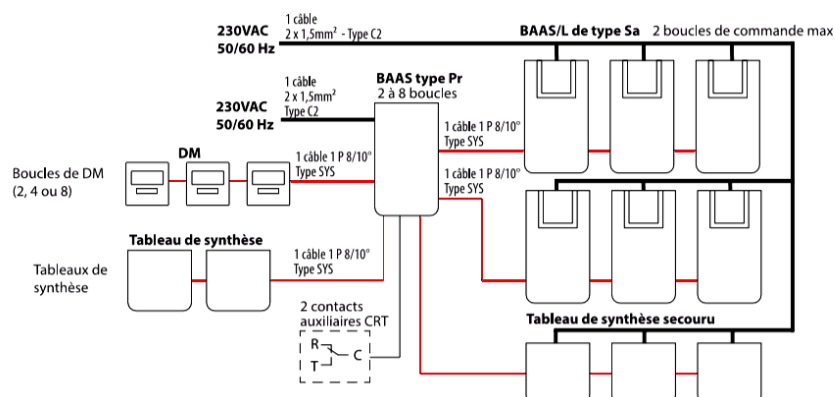 230VAC
50/60 Hz
1 câble
2 x 1,5mm² - Type C2
BAAS/L de type Sa
2 boucles de commande max
230VAC
50/60 Hz
1 câble
2 x 1,5mm²
Type C2
BAAS type Pr
2 à 8 boucles
1 câble 1 P 8/10°
Type SYS
Boucles de DM
(2, 4 ou 8)
DM
1 câble 1 P 8/10°
Type SYS
1 câble 1 P 8/10°
Type SYS
Tableaux de
synthèse
Tableau de synthèse
1 câble 1 P 8/10°
Type SYS
2 contacts
auxiliaires CRT
R
T
C
Tableau de synthèse secouru